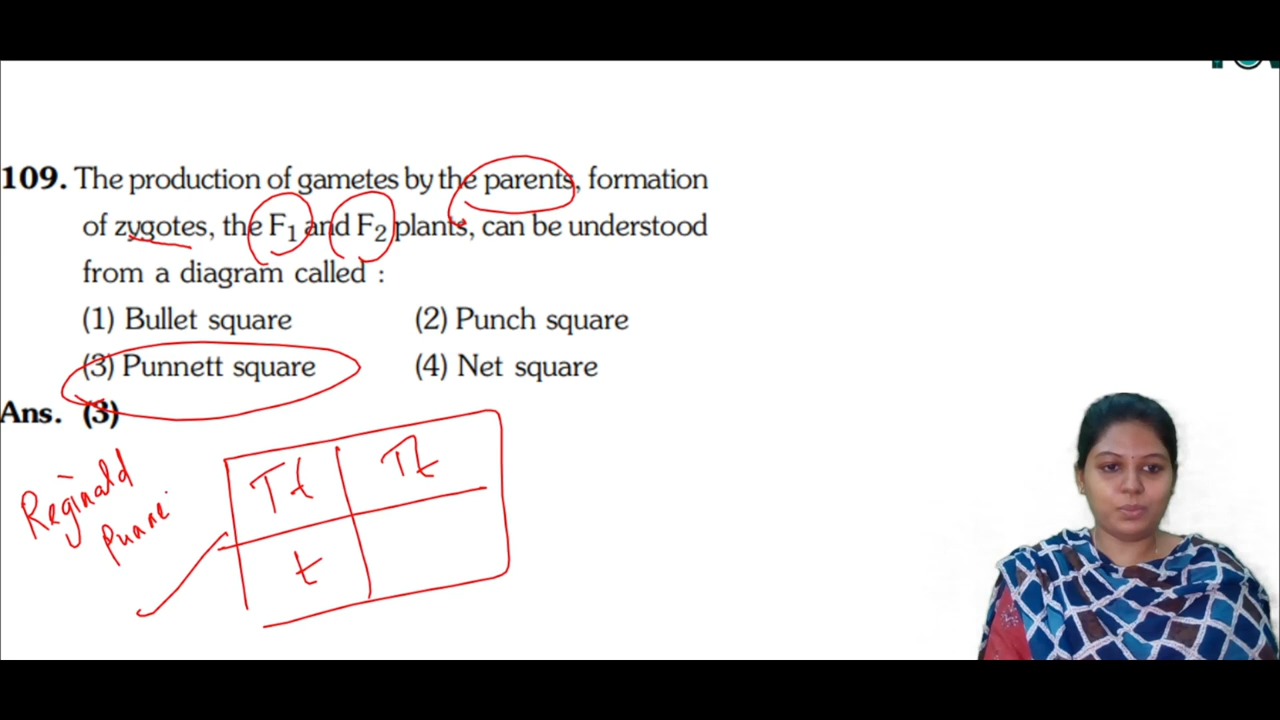 109. The production of gametes by the parents, formation
of zygotes, the F₁ and F₂ plants, can be understood
from a diagram called :
(1) Bullet square (2) Punch square
(3) Punnett square (4) Net square
Ans. (3)
Reginald
Punne
Tt Tt
t